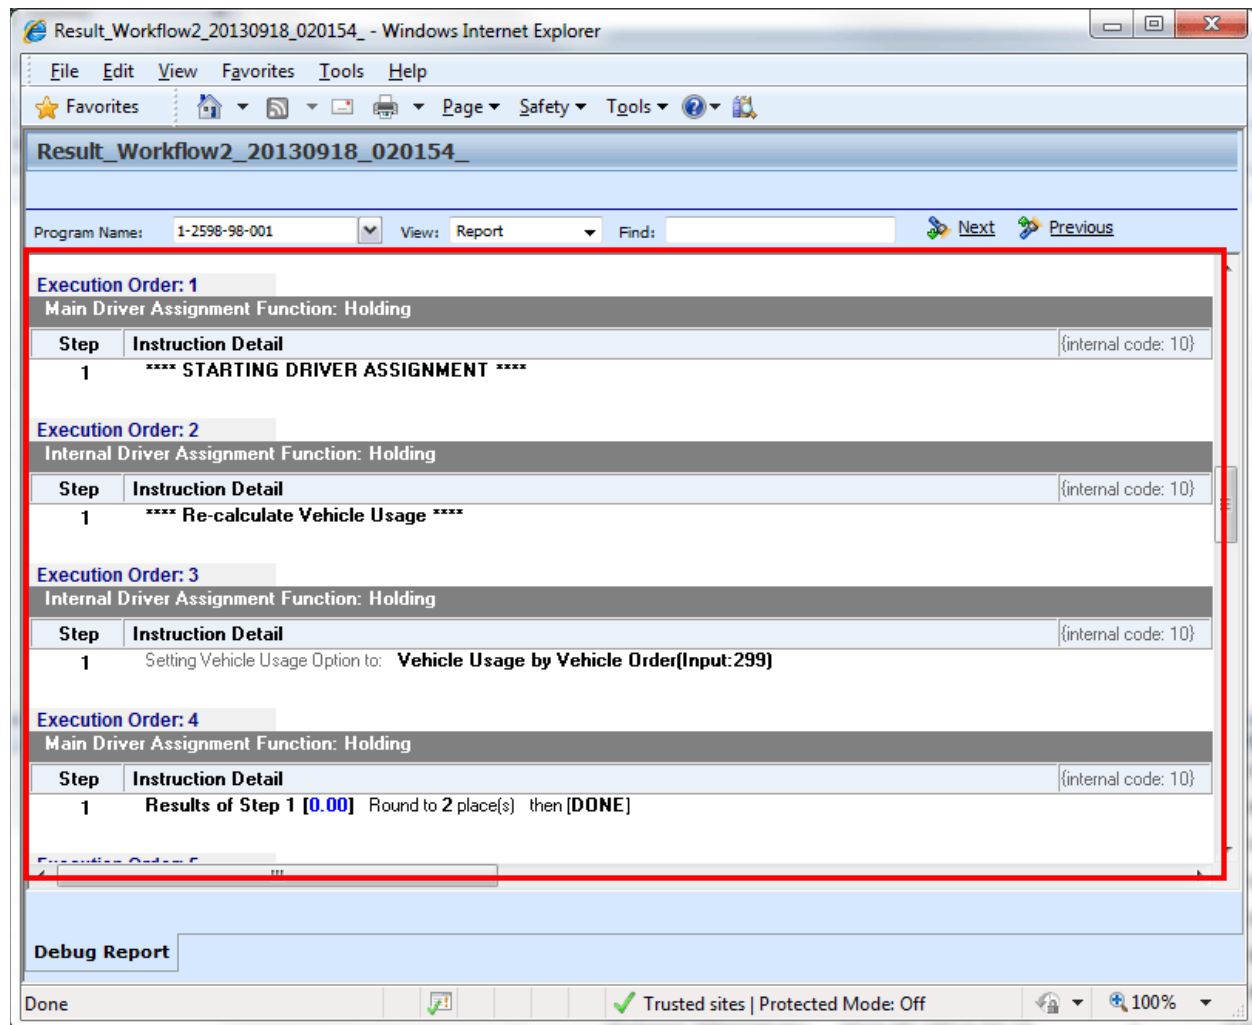 Result_Workflow2_20130918_020154_ - Windows Internet Explorer
File Edit View Favorites Tools Help
Favorites Page Safety Tools
Result_Workflow2_20130918_020154_
Program Name: 1-2598-98-001 View: Report Find: Next Previous
Execution Order: 1
Main Driver Assignment Function: Holding
Step Instruction Detail {internal code: 10}
1 **** STARTING DRIVER ASSIGNMENT ****
Execution Order: 2
Internal Driver Assignment Function: Holding
Step Instruction Detail {internal code: 10}
1 **** Re-calculate Vehicle Usage ****
Execution Order: 3
Internal Driver Assignment Function: Holding
Step Instruction Detail {internal code: 10}
1 Setting Vehicle Usage Option to: Vehicle Usage by Vehicle Order(Input:299)
Execution Order: 4
Main Driver Assignment Function: Holding
Step Instruction Detail {internal code: 10}
1 Results of Step 1 [0.00] Round to 2 place(s) then [DONE]
Execution Order: 5
Debug Report
Done Trusted sites | Protected Mode: Off 100%